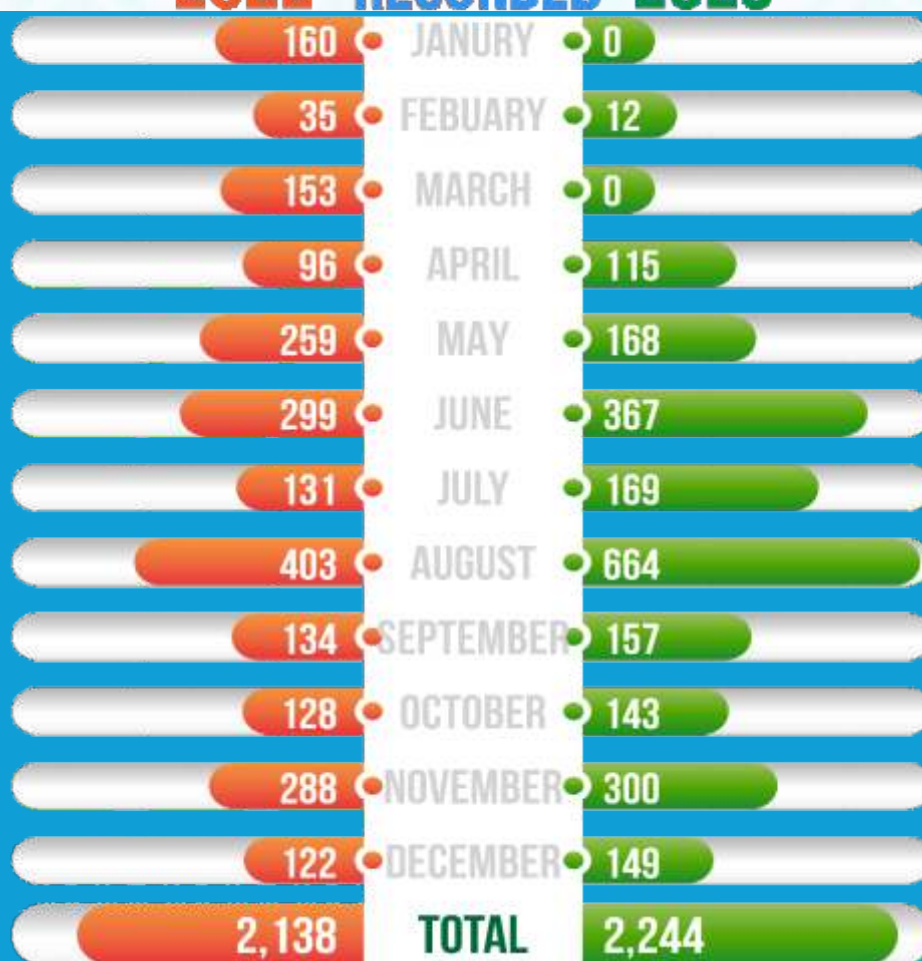 2022 RECORDED
160 JANURY 0
35 FEBUARY 12
153 MARCH 0
96 APRIL 115
259 MAY 168
299 JUNE 367
131 JULY 169
403 AUGUST 664
134 SEPTEMBER 157
128 OCTOBER 143
288 NOVEMBER 300
122 DECEMBER 149
2,138 TOTAL 2,244